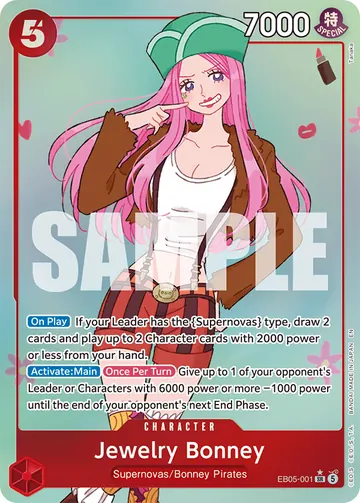 5
7000
特
SPECIAL
Tanaka
SAMPLE
On Play If your Leader has the {Supernovas} type, draw 2
cards and play up to 2 Character cards with 2000 power
or less from your hand.
Activate:Main Once Per Turn Give up to 1 of your opponent's
Leader or Characters with 6000 power or more −1000 power
until the end of your opponent's next End Phase.
CHARACTER
Jewelry Bonney
Supernovas/Bonney Pirates
EB05-001 SR 5